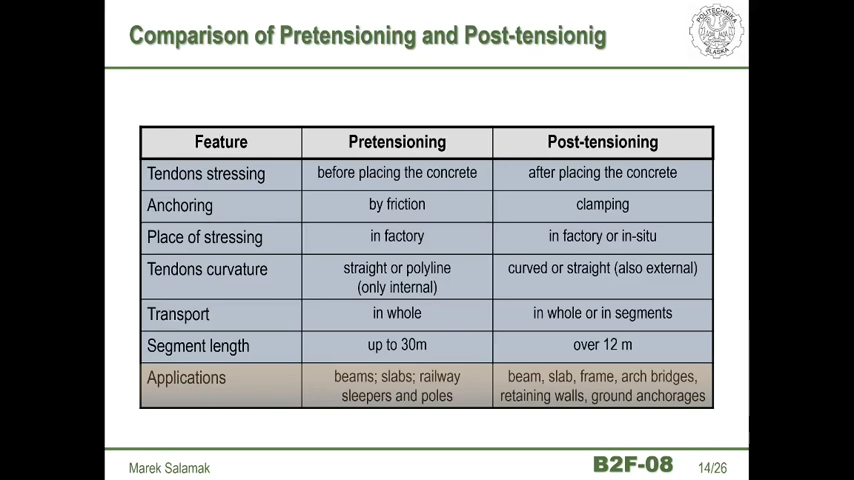 Comparison of Pretensioning and Post-tensionig
POLITECHNIKA
ŚLĄSKA
Feature Pretensioning Post-tensioning
Tendons stressing before placing the concrete after placing the concrete
Anchoring by friction clamping
Place of stressing in factory in factory or in-situ
Tendons curvature straight or polyline curved or straight (also external)
(only internal)
Transport in whole in whole or in segments
Segment length up to 30m over 12 m
Applications beams; slabs; railway beam, slab, frame, arch bridges,
sleepers and poles retaining walls, ground anchorages
Marek Salamak B2F-08 14/26